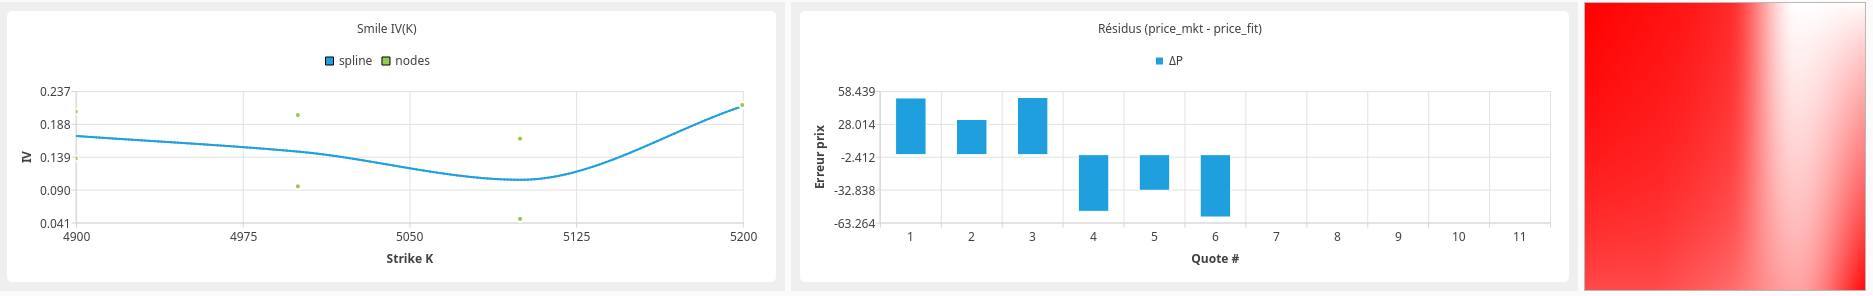 Smile IV(K)
spline nodes
0.237
0.188
0.139
0.090
0.041
IV
4900 4975 5050 5125 5200
Strike K
Résidus (price_mkt - price_fit)
ΔP
58.439
28.014
-2.412
-32.838
-63.264
Erreur prix
1 2 3 4 5 6 7 8 9 10 11
Quote #